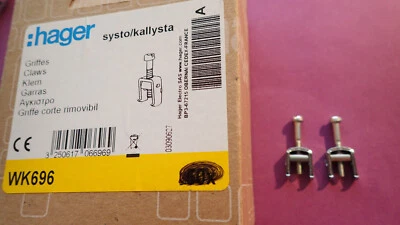 :hager
systo/kallysta
A
Griffes
Claws
Klem
Garras
Αγκιστρο
Griffe corte rimovibil
Hager Electro SAS www.hager.com
BP3-67215 OBERNAI CEDEX-FRANCE
CE
3 250617 066969
WK696